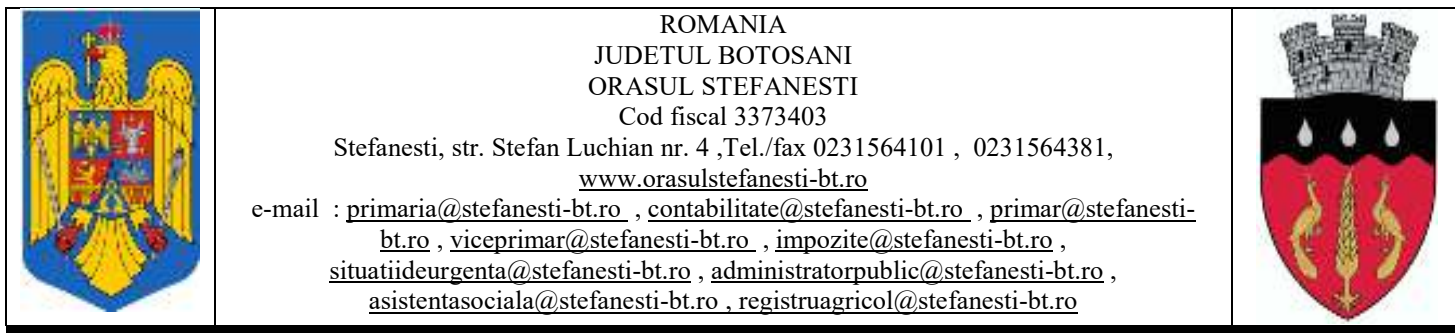 ROMANIA
JUDETUL BOTOSANI
ORASUL STEFANESTI
Cod fiscal 3373403
Stefanesti, str. Stefan Luchian nr. 4 ,Tel./fax 0231564101 , 0231564381,
www.orasulstefanesti-bt.ro
e-mail : primaria@stefanesti-bt.ro , contabilitate@stefanesti-bt.ro , primar@stefanesti-
bt.ro , viceprimar@stefanesti-bt.ro , impozite@stefanesti-bt.ro ,
situatiideurgenta@stefanesti-bt.ro , administratorpublic@stefanesti-bt.ro ,
asistentasociala@stefanesti-bt.ro , registruagricol@stefanesti-bt.ro